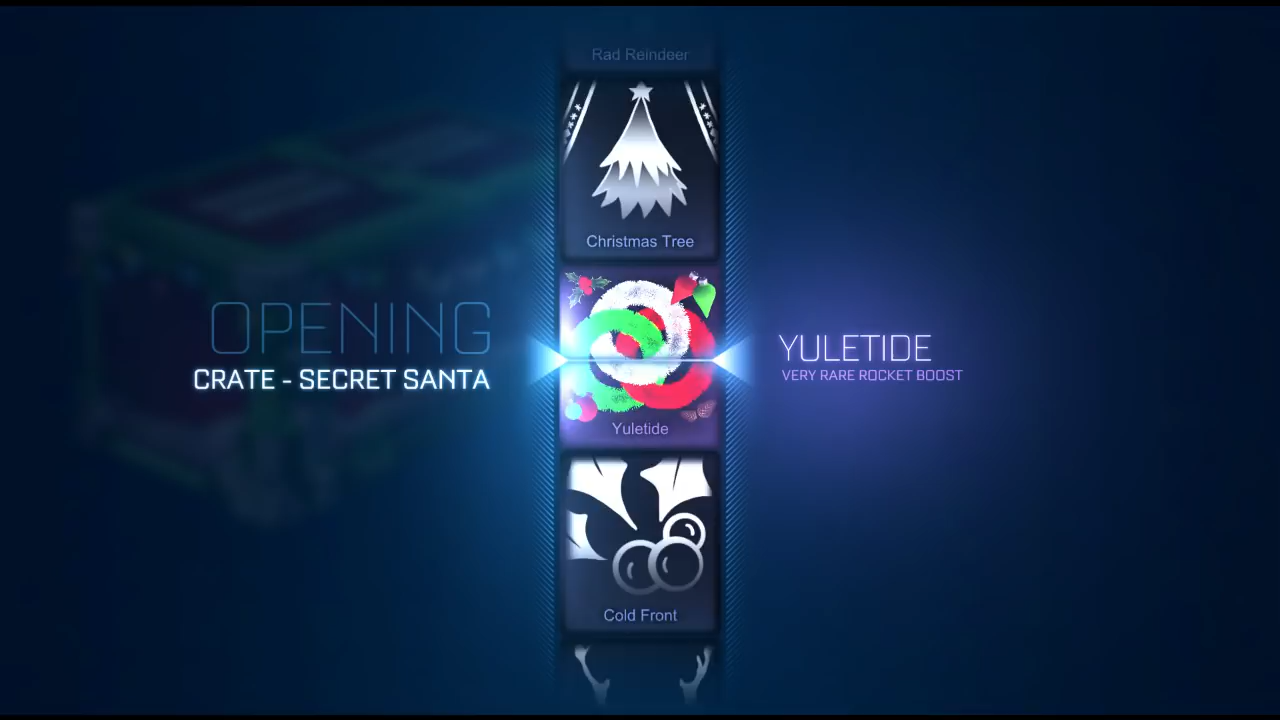 Rad Reindeer
Christmas Tree
OPENING
CRATE - SECRET SANTA
YULETIDE
VERY RARE ROCKET BOOST
Yuletide
Cold Front